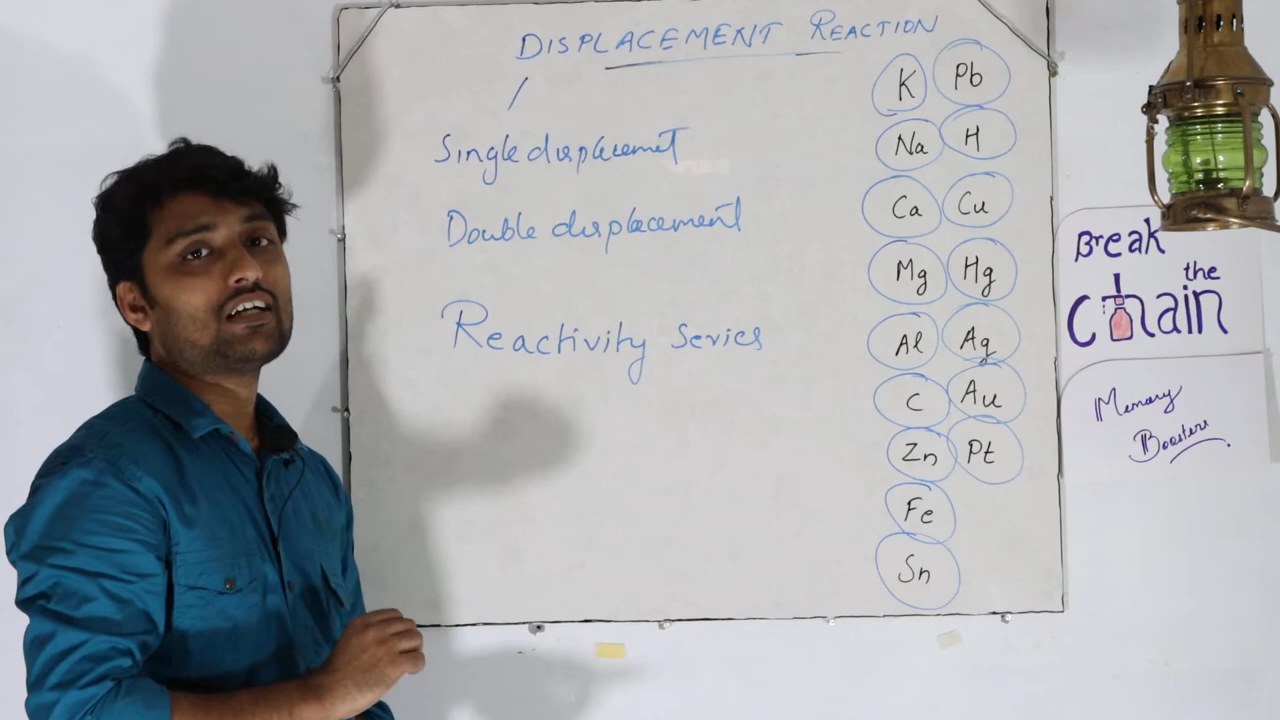 DISPLACEMENT REACTION
Single displacemet
Double displacement
Reactivity series
K Pb
Na H
Ca Cu
Mg Hg
Al Ag
C Au
Zn Pt
Fe
Sn
Break
the
Chain
Memory
Boosters